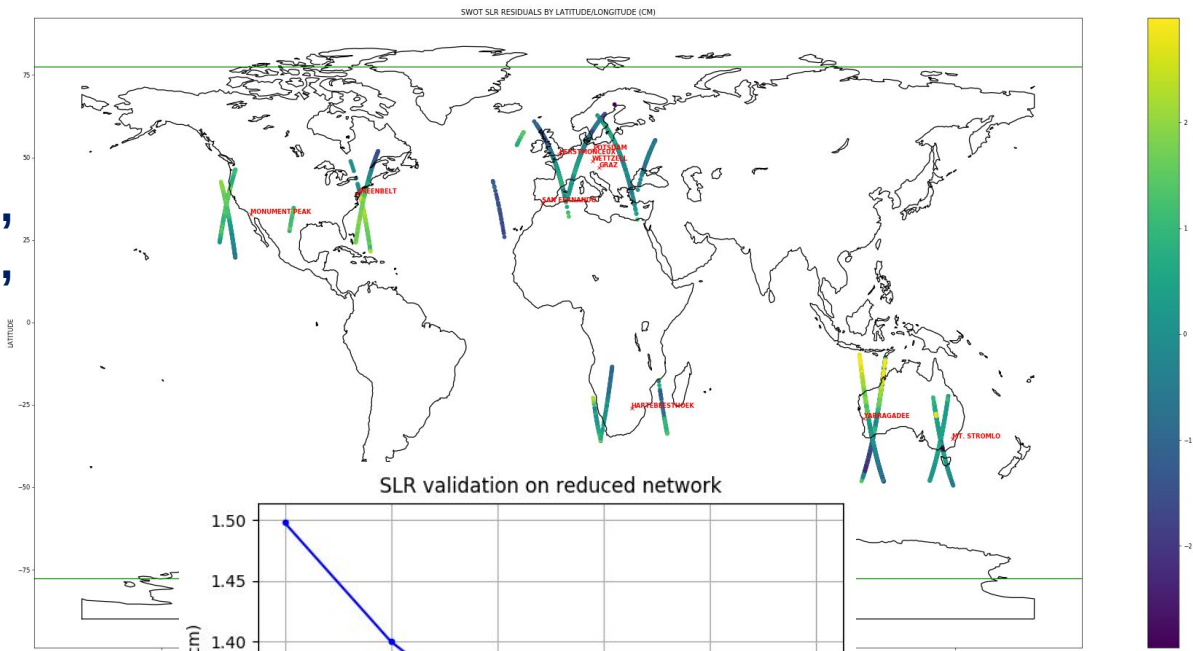 SWOT SLR RESIDUALS BY LATITUDE/LONGITUDE (CM)
75
50
25
0
−25
−50
−75
LATITUDE
,
,
MONUMENT PEAK
GREENBELT
POTSDAM
HERSTMONCEUX
WETTZELL
GRAZ
SAN FERNANDO
HARTEBEESTHOEK
YARRAGADEE
MT. STROMLO
2
1
0
−1
−2
SLR validation on reduced network
1.50
1.45
1.40
cm)